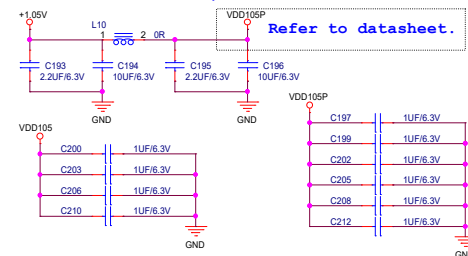 +1.05V
L10
VDD105P
1
2
0R
Refer to datasheet.
C193
2.2UF/6.3V
C194
10UF/6.3V
C195
2.2UF/6.3V
C196
10UF/6.3V
GND
GND
VDD105
C200
1UF/6.3V
C203
1UF/6.3V
C206
1UF/6.3V
C210
1UF/6.3V
GND
VDD105P
C197
1UF/6.3V
C199
1UF/6.3V
C202
1UF/6.3V
C205
1UF/6.3V
C208
1UF/6.3V
C212
1UF/6.3V